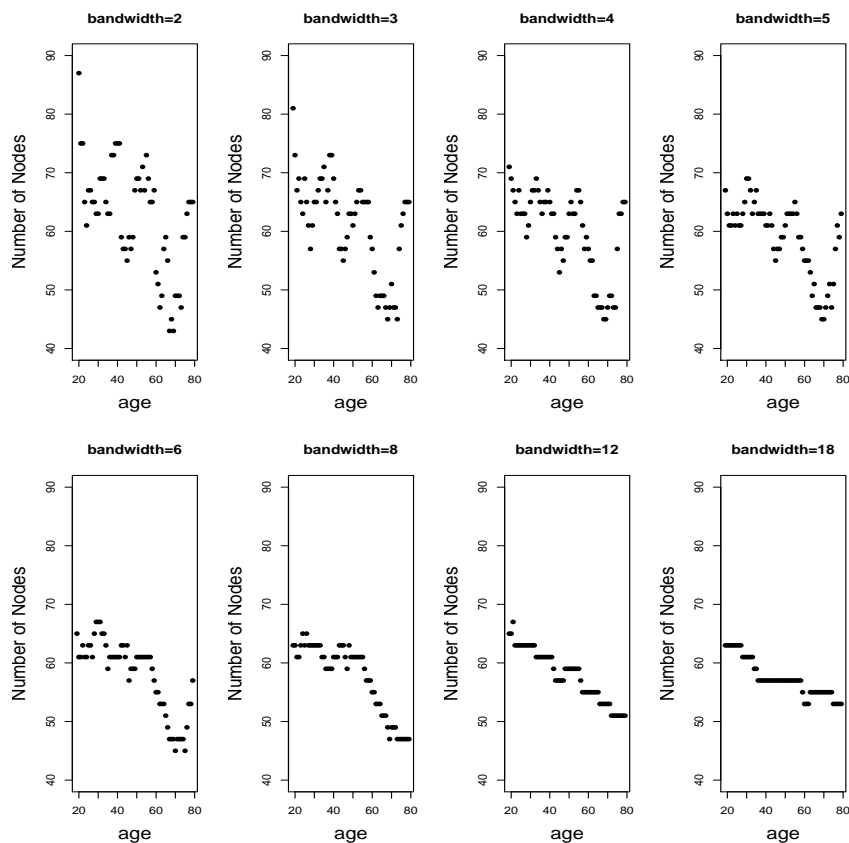 bandwidth=2
Number of Nodes
40 50 60 70 80 90
20 40 60 80
age
bandwidth=3
Number of Nodes
40 50 60 70 80 90
20 40 60 80
age
bandwidth=4
Number of Nodes
40 50 60 70 80 90
20 40 60 80
age
bandwidth=5
Number of Nodes
40 50 60 70 80 90
20 40 60 80
age
bandwidth=6
Number of Nodes
40 50 60 70 80 90
20 40 60 80
age
bandwidth=8
Number of Nodes
40 50 60 70 80 90
20 40 60 80
age
bandwidth=12
Number of Nodes
40 50 60 70 80 90
20 40 60 80
age
bandwidth=18
Number of Nodes
40 50 60 70 80 90
20 40 60 80
age